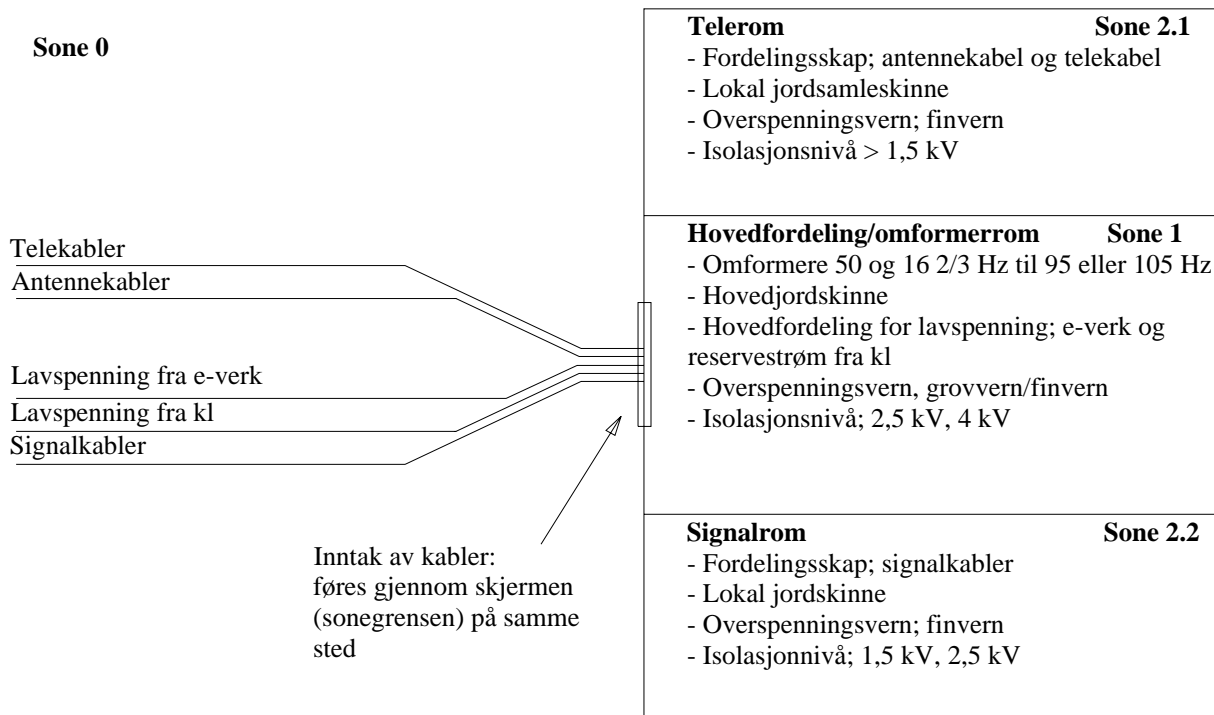 Sone 0
Telerom Sone 2.1
- Fordelingsskap; antennekabel og telekabel
- Lokal jordsamleskinne
- Overspenningsvern; finvern
- Isolasjonsnivå > 1,5 kV
Telekabler
Antennekabler
Lavspenning fra e-verk
Lavspenning fra kl
Signalkabler
Hovedfordeling/omformerrom Sone 1
- Omformere 50 og 16 2/3 Hz til 95 eller 105 Hz
- Hovedjordskinne
- Hovedfordeling for lavspenning; e-verk og
reservestrøm fra kl
- Overspenningsvern, grovvern/finvern
- Isolasjonsnivå; 2,5 kV, 4 kV
Inntak av kabler:
føres gjennom skjermen
(sonegrensen) på samme
sted
Signalrom Sone 2.2
- Fordelingsskap; signalkabler
- Lokal jordskinne
- Overspenningsvern; finvern
- Isolasjonnivå; 1,5 kV, 2,5 kV